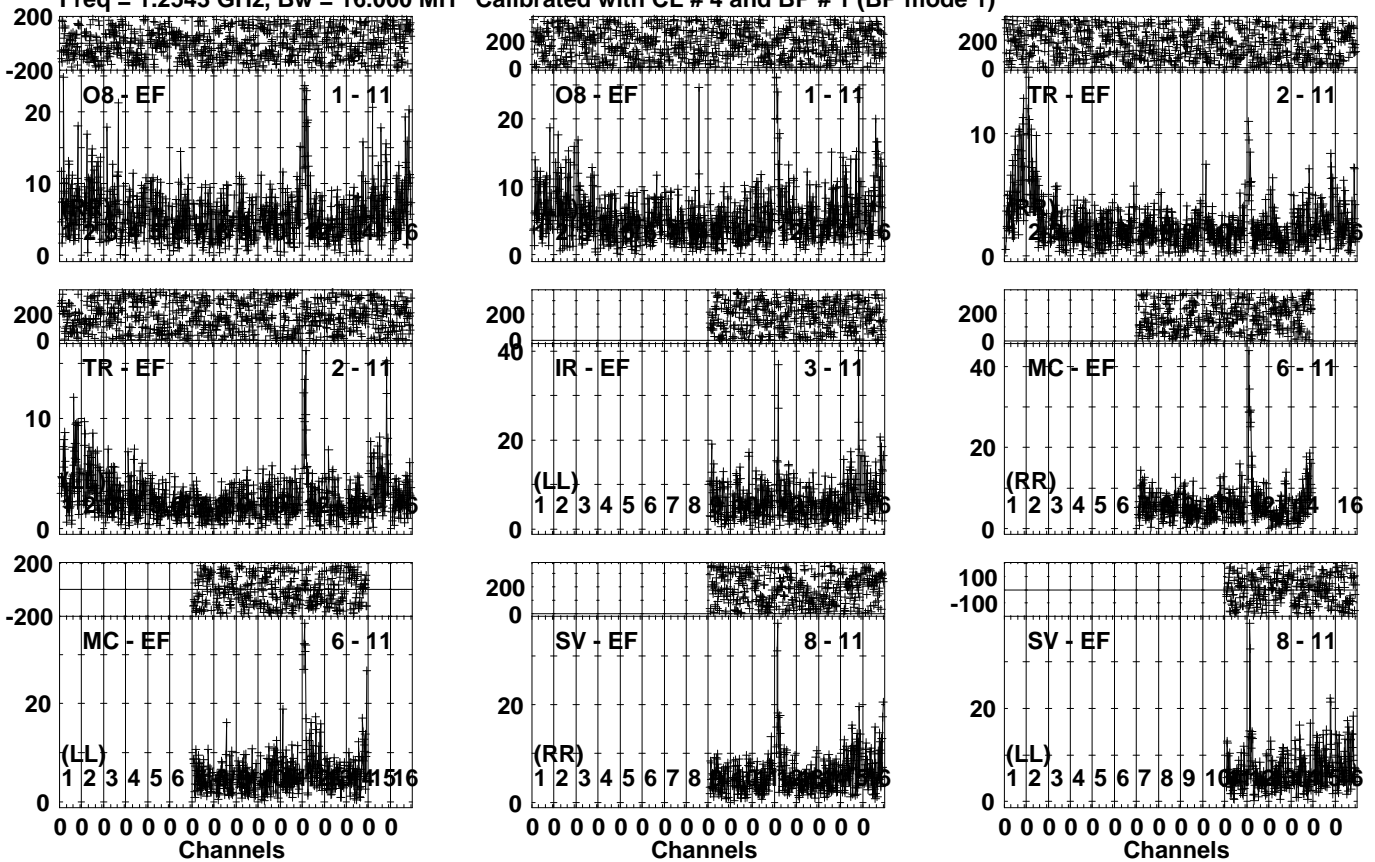 Freq = 1.2543 GHz, Bw = 16.000 MH Calibrated with CL # 4 and BP # 1 (BP mode 1)
200
-200
O8 - EF 1 - 11
20
10
0
200
0
O8 - EF 1 - 11
20
10
0
200
0
TR - EF 2 - 11
10
0
200
0
TR - EF 2 - 11
10
0
200
0
IR - EF 3 - 11
40
20
0
(LL)
1 2 3 4 5 6 7 8 16
200
0
MC - EF 6 - 11
40
20
0
(RR)
1 2 3 4 5 6 16
200
-200
MC - EF 6 - 11
20
0
(LL)
1 2 3 4 5 6 15 16
200
0
SV - EF 8 - 11
20
0
(RR)
1 2 3 4 5 6 7 8 16
100
-100
SV - EF 8 - 11
20
0
(LL)
1 2 3 4 5 6 7 8 9 10 16
0 0 0 0 0 0 0 0 0 0 0 0 0 0 0 0
Channels
0 0 0 0 0 0 0 0 0 0 0 0 0 0 0 0
Channels
0 0 0 0 0 0 0 0 0 0 0 0 0 0 0 0
Channels